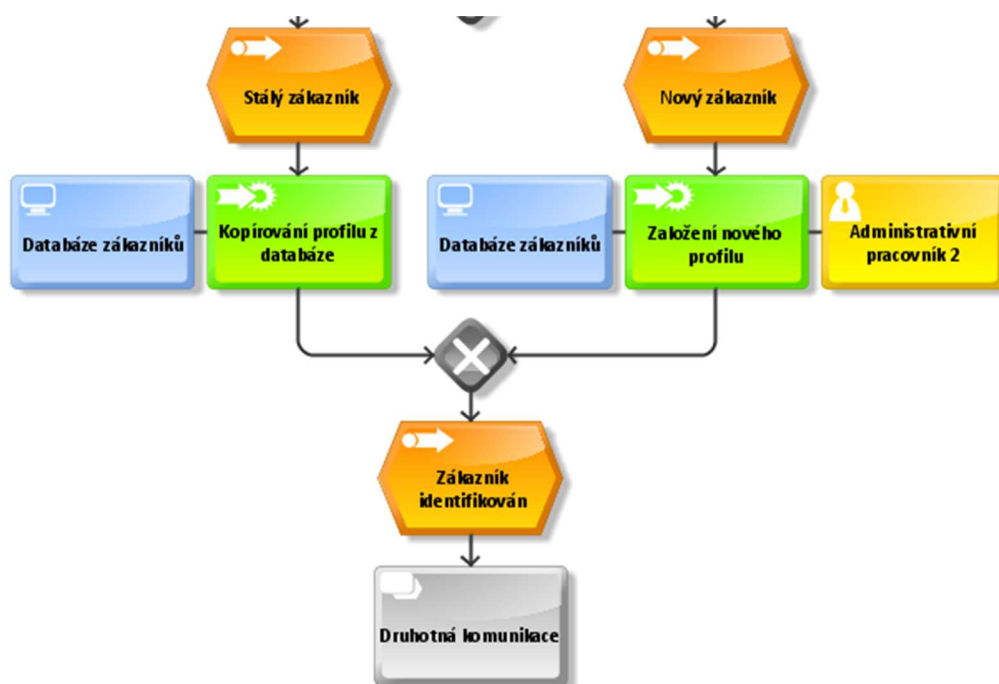 Stálý zákazník
Nový zákazník
Databáze zákazníků
Kopírování profilu z
databáze
Databáze zákazníků
Založení nového
profilu
Administrativní
pracovník 2
Zákazník
identifikován
Druhotná komunikace